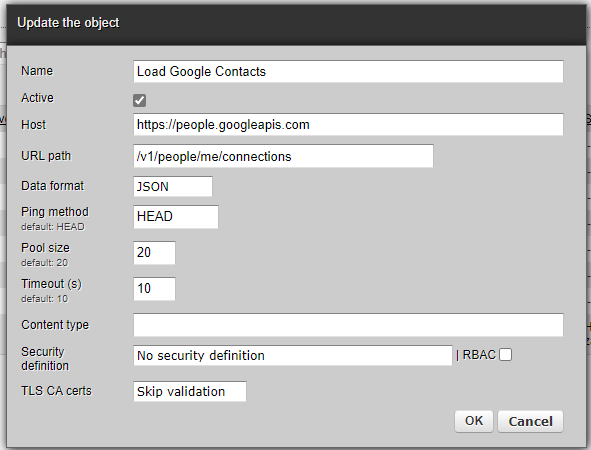 Update the object
Name Load Google Contacts
Active
Host https://people.googleapis.com
URL path /v1/people/me/connections
Data format JSON
Ping method HEAD
default: HEAD
Pool size 20
default: 20
Timeout (s) 10
default: 10
Content type
Security definition No security definition | RBAC
TLS CA certs Skip validation
OK Cancel